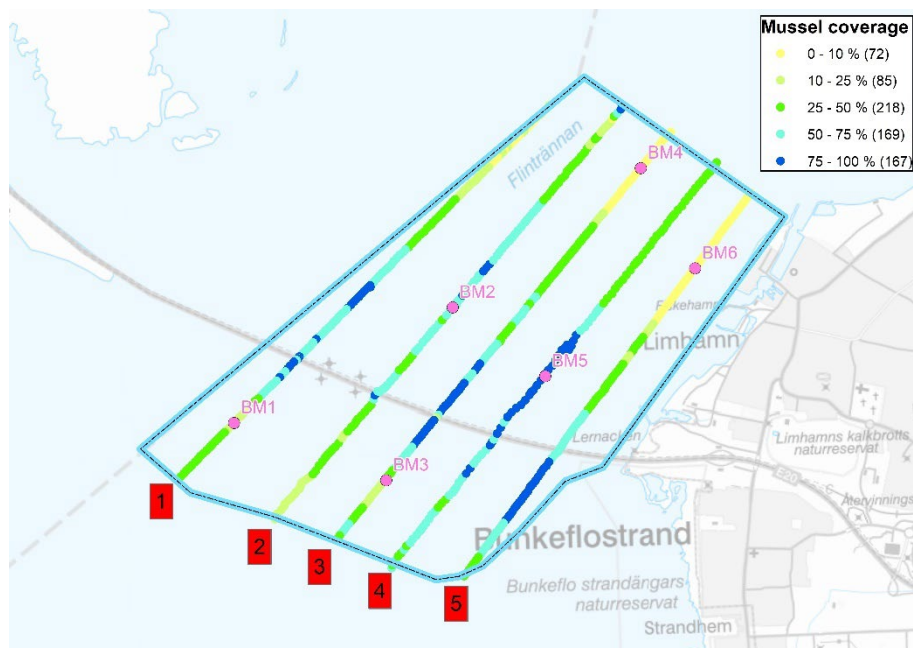 Mussel coverage
0 - 10 % (72)
10 - 25 % (85)
25 - 50 % (218)
50 - 75 % (169)
75 - 100 % (167)
Flintrännan
BM4
BM6
BM2
Limhamn
BM5
BM1
Lernacken
Limhamns kalkbrotts
naturreservat
BM3
E20
1
2
3
4
5
Bunkeflostrand
Bunkeflo strandängars
naturreservat
Strandhem